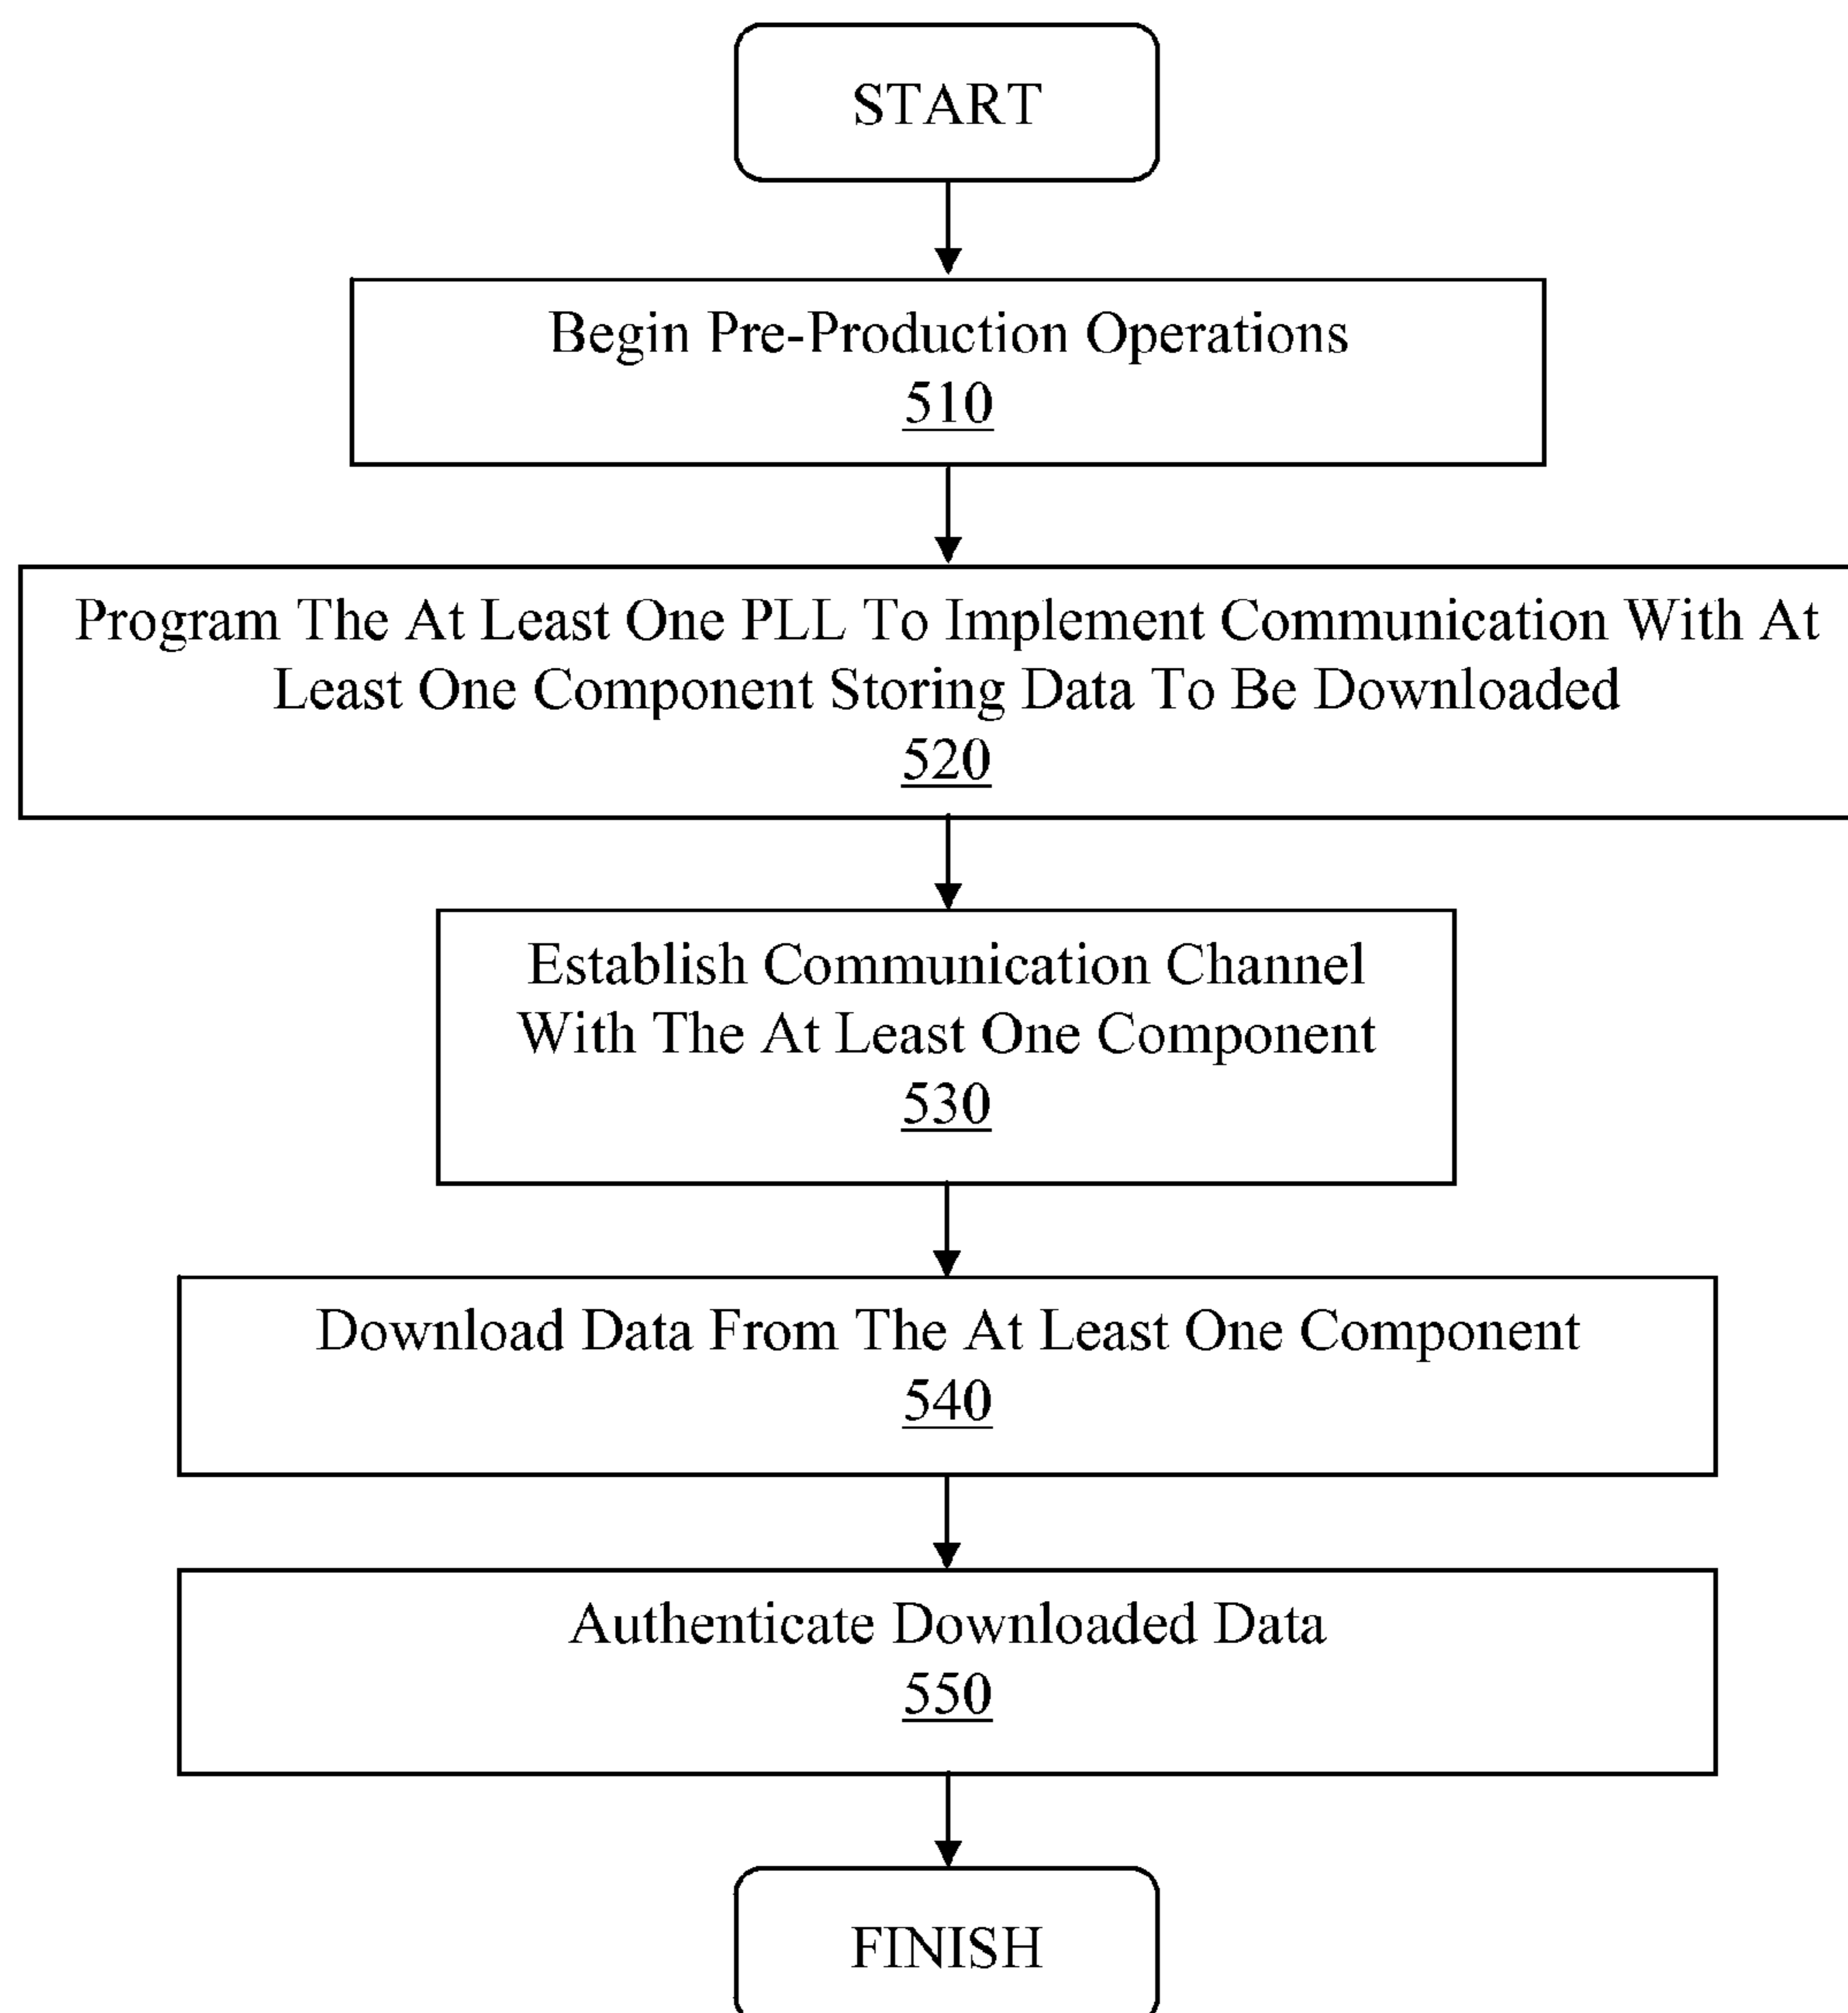 START
Begin Pre-Production Operations
510
Program The At Least One PLL To Implement Communication With At
Least One Component Storing Data To Be Downloaded
520
Establish Communication Channel
With The At Least One Component
530
Download Data From The At Least One Component
540
Authenticate Downloaded Data
550
FINISH